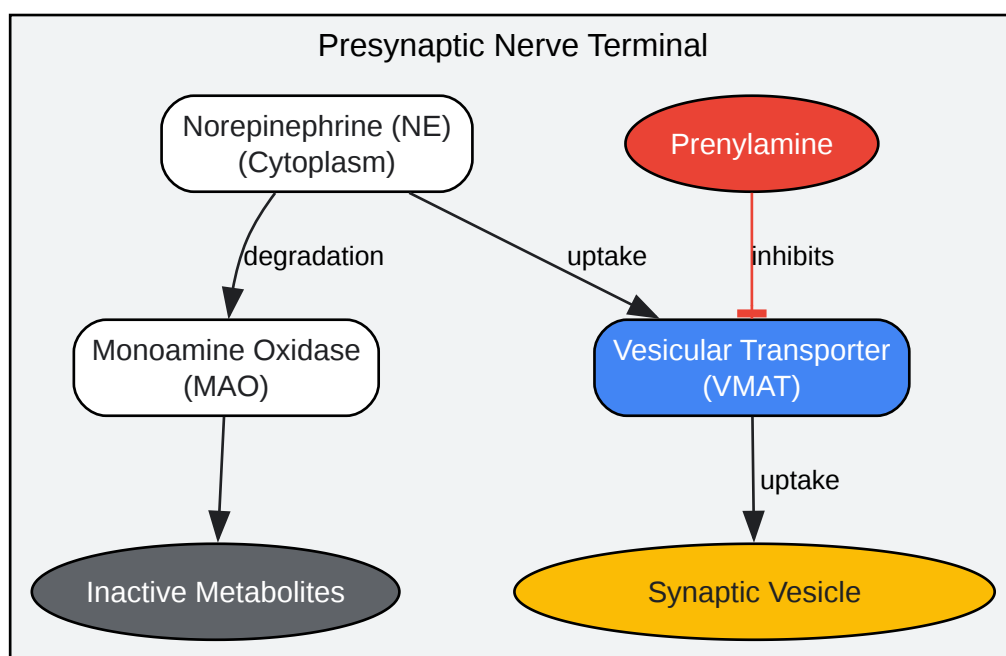 Presynaptic Nerve Terminal
Norepinephrine (NE)
(Cytoplasm)
Prenylamine
degradation
uptake
inhibits
Monoamine Oxidase
(MAO)
Vesicular Transporter
(VMAT)
uptake
Inactive Metabolites
Synaptic Vesicle